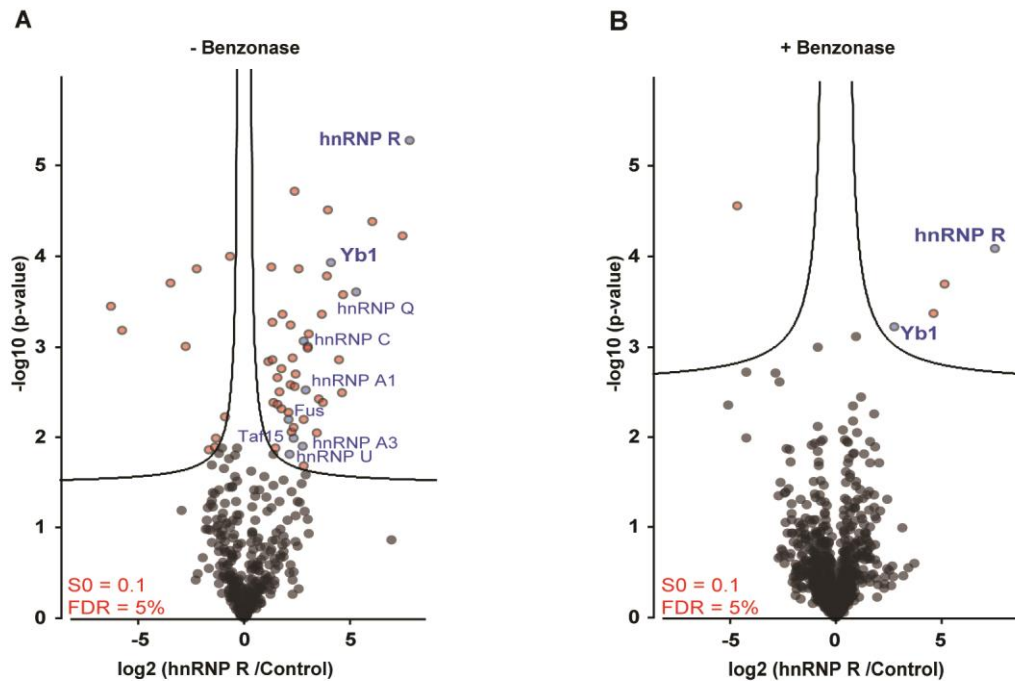 A
- Benzonase
-log10 (p-value)
5
4
3
2
1
0
hnRNP R
Yb1
hnRNP Q
hnRNP C
hnRNP A1
Fus
Taf15
hnRNP A3
hnRNP U
S0 = 0.1
FDR = 5%
-5
0
5
log2 (hnRNP R /Control)
B
+ Benzonase
-log10 (p-value)
5
4
3
2
1
0
hnRNP R
Yb1
S0 = 0.1
FDR = 5%
-5
0
5
log2 (hnRNP R /Control)